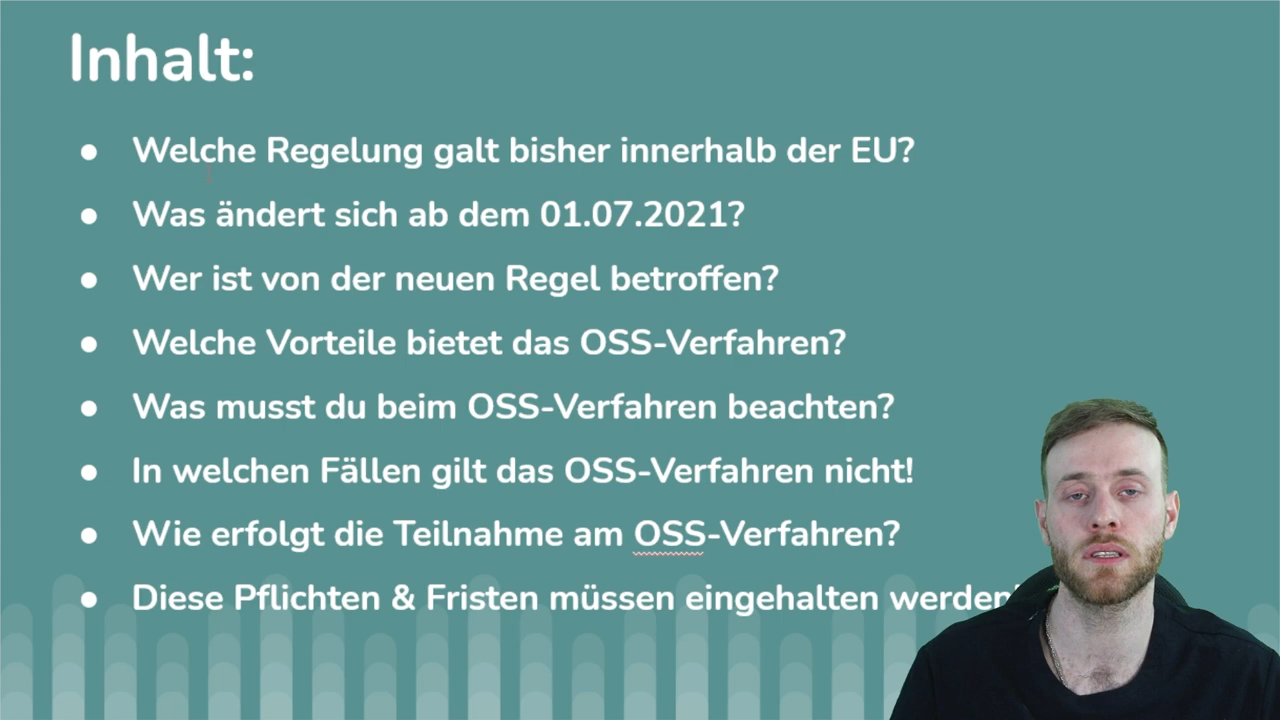 Inhalt:
● Welche Regelung galt bisher innerhalb der EU?
● Was ändert sich ab dem 01.07.2021?
● Wer ist von der neuen Regel betroffen?
● Welche Vorteile bietet das OSS-Verfahren?
● Was musst du beim OSS-Verfahren beachten?
● In welchen Fällen gilt das OSS-Verfahren nicht!
● Wie erfolgt die Teilnahme am OSS-Verfahren?
● Diese Pflichten & Fristen müssen eingehalten werden!